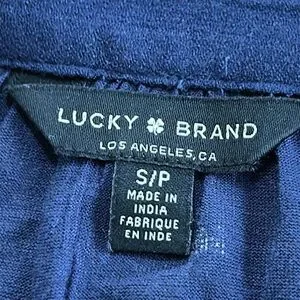 LUCKY BRAND
LOS ANGELES, CA
S/P
MADE IN
INDIA
FABRIQUE
EN INDE